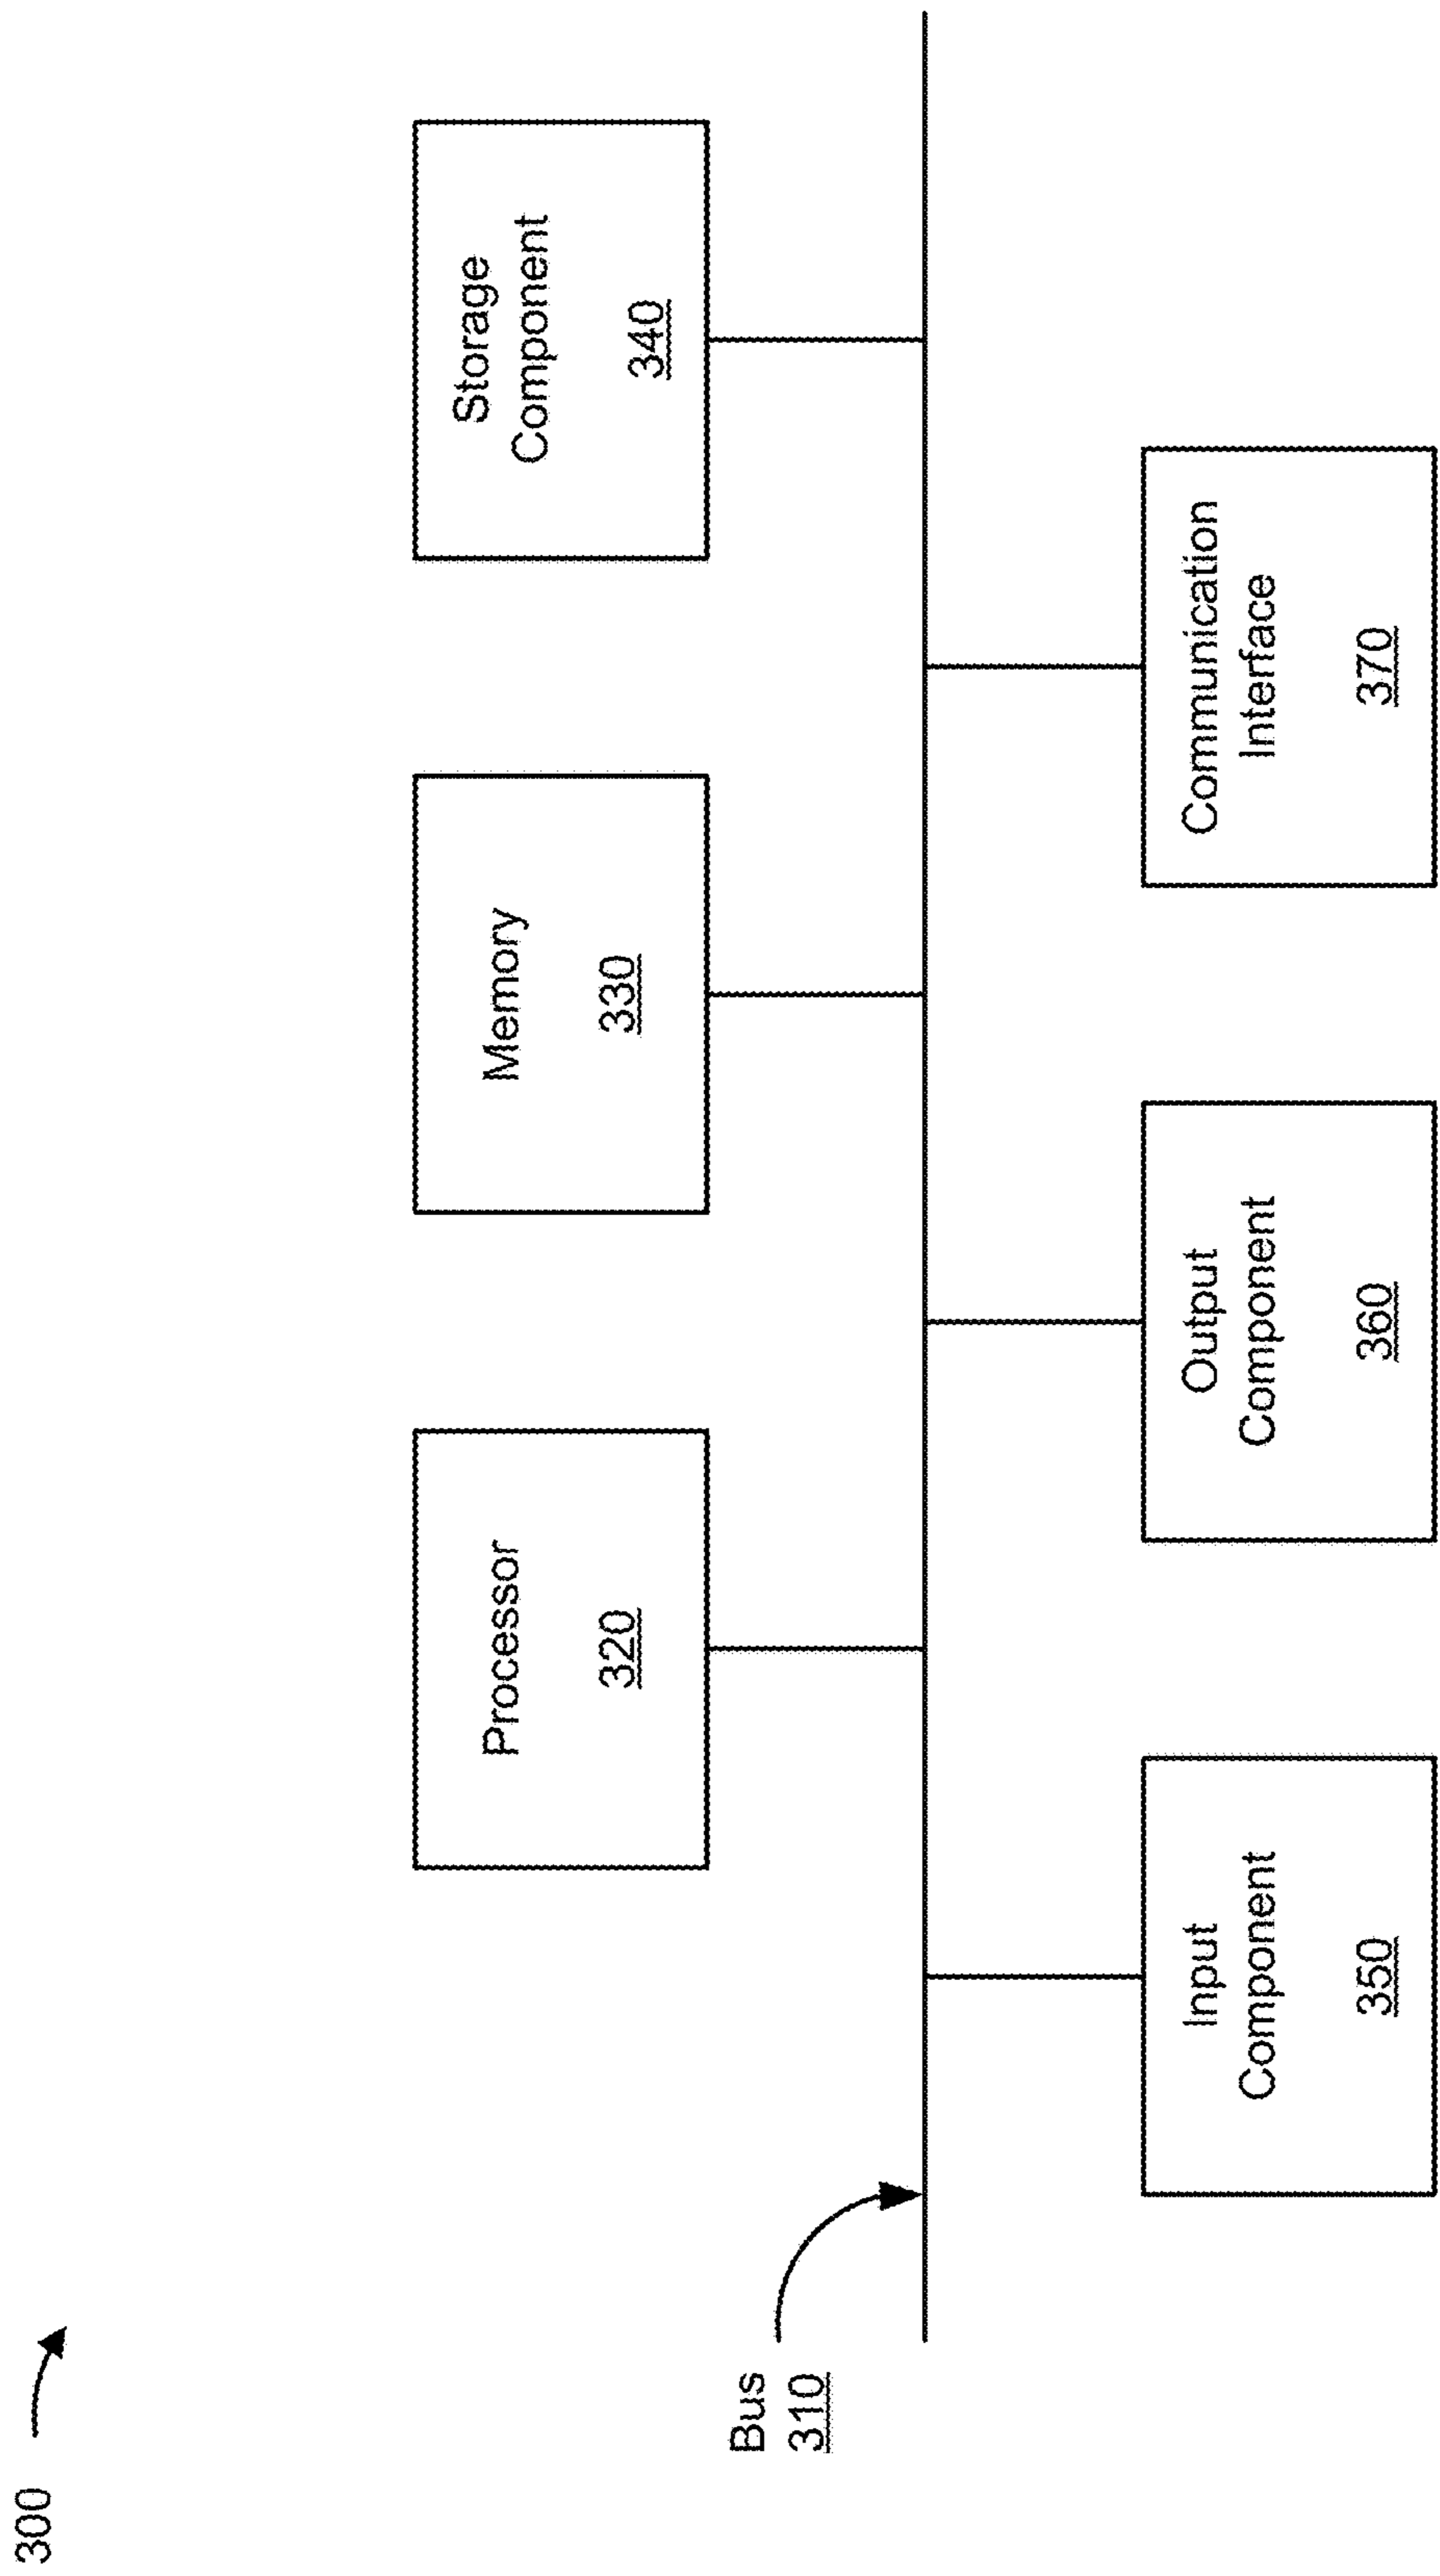 300
Processor
320
Memory
330
Storage
Component
340
Bus
310
Input
Component
350
Output
Component
360
Communication
Interface
370